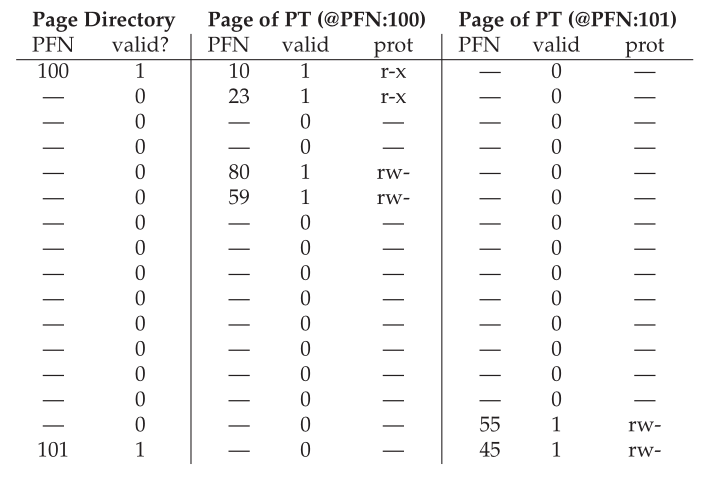 Page Directory Page of PT (@PFN:100) Page of PT (@PFN:101)
PFN valid? PFN valid prot PFN valid prot
100 1 10 1 r-x — 0 —
— 0 23 1 r-x — 0 —
— 0 — 0 — — 0 —
— 0 — 0 — — 0 —
— 0 80 1 rw- — 0 —
— 0 59 1 rw- — 0 —
— 0 — 0 — — 0 —
— 0 — 0 — — 0 —
— 0 — 0 — — 0 —
— 0 — 0 — — 0 —
— 0 — 0 — — 0 —
— 0 — 0 — — 0 —
— 0 — 0 — — 0 —
— 0 — 0 — — 0 —
— 0 — 0 — 55 1 rw-
101 1 — 0 — 45 1 rw-